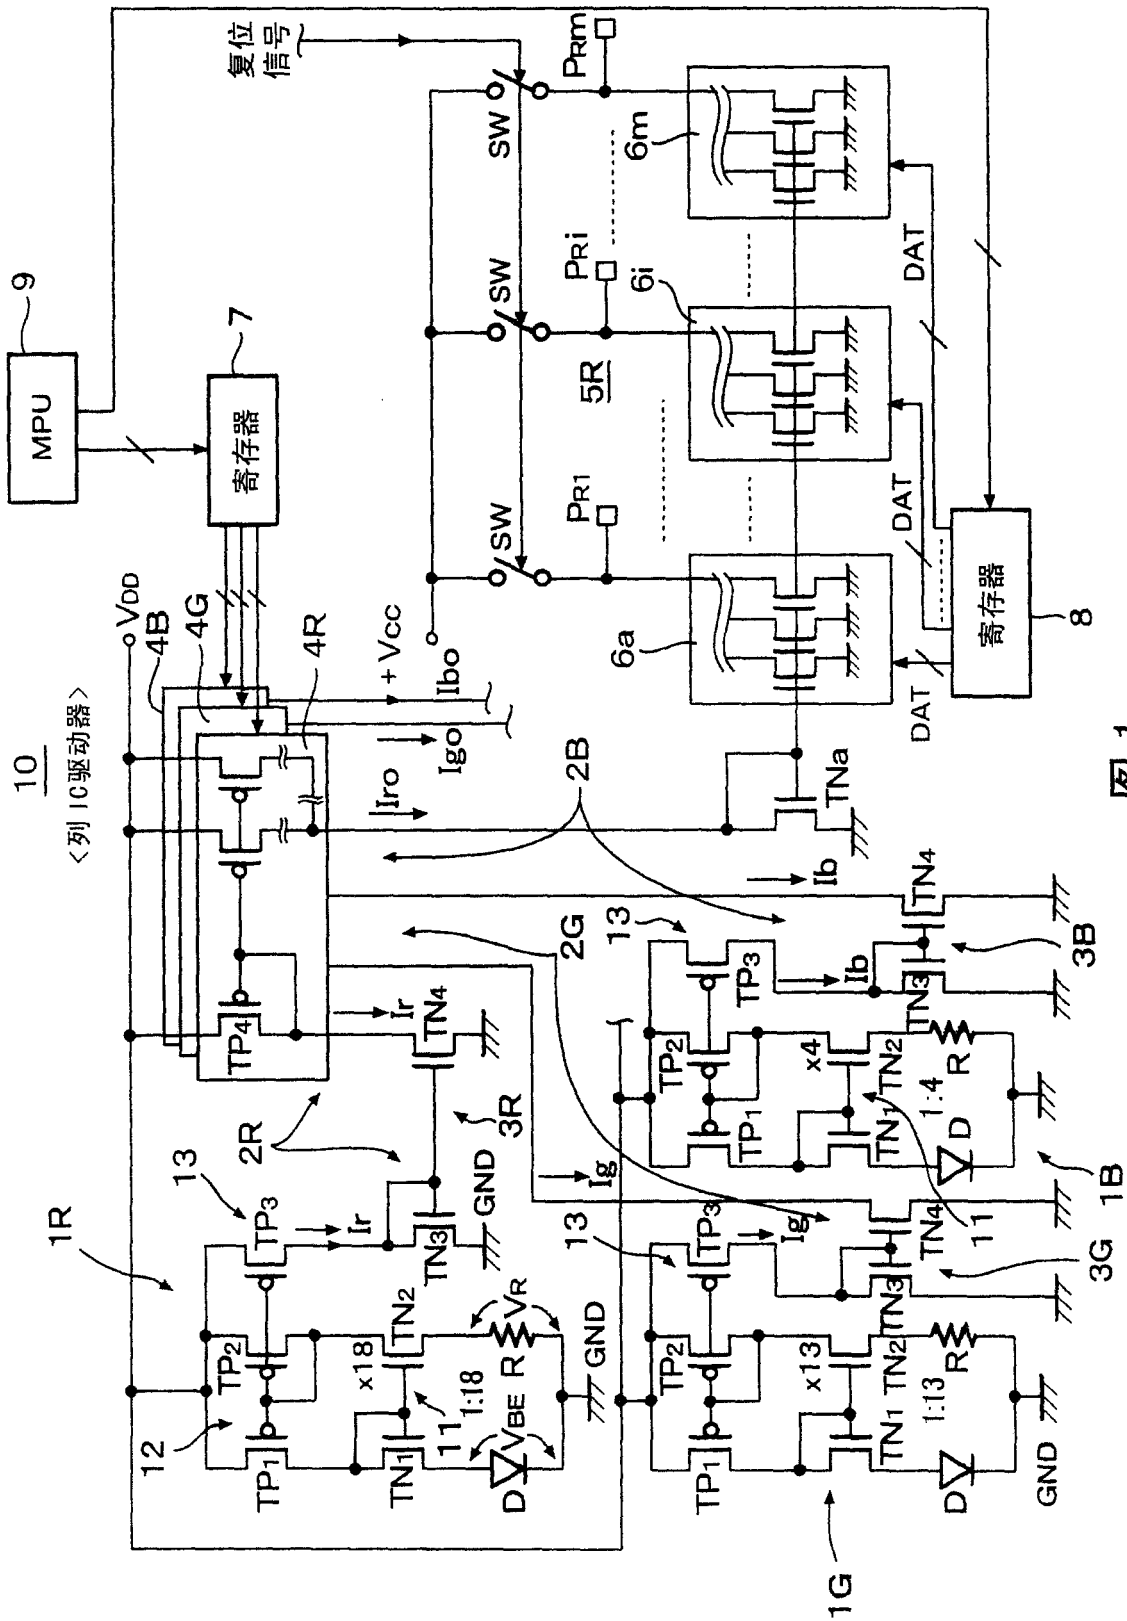 10
<列 IC驱动器>
MPU
9
寄存器
7
复位
信号
VDD
4B
4G
4R
+Vcc
Ibo
Igo
Iro
SW
SW
SW
PR1
PRi
PRm
5R
6a
6i
6m
DAT
DAT
DAT
寄存器
8
TNa
1R
12
13
TP1
TP2
TP3
TP4
Ir
Ir
2R
2G
2B
3R
x18
TN1
TN2
TN3
TN4
11
1:18
VBE
VR
D
R
GND
GND
Ig
1G
13
TP1
TP2
TP3
Ig
x13
TN1
TN2
TN3
TN4
1:13
D
R
GND
3G
11
1B
13
TP1
TP2
TP3
Ib
Ib
x4
TN1
TN2
TN3
TN4
1:4
D
R
3B
图 1